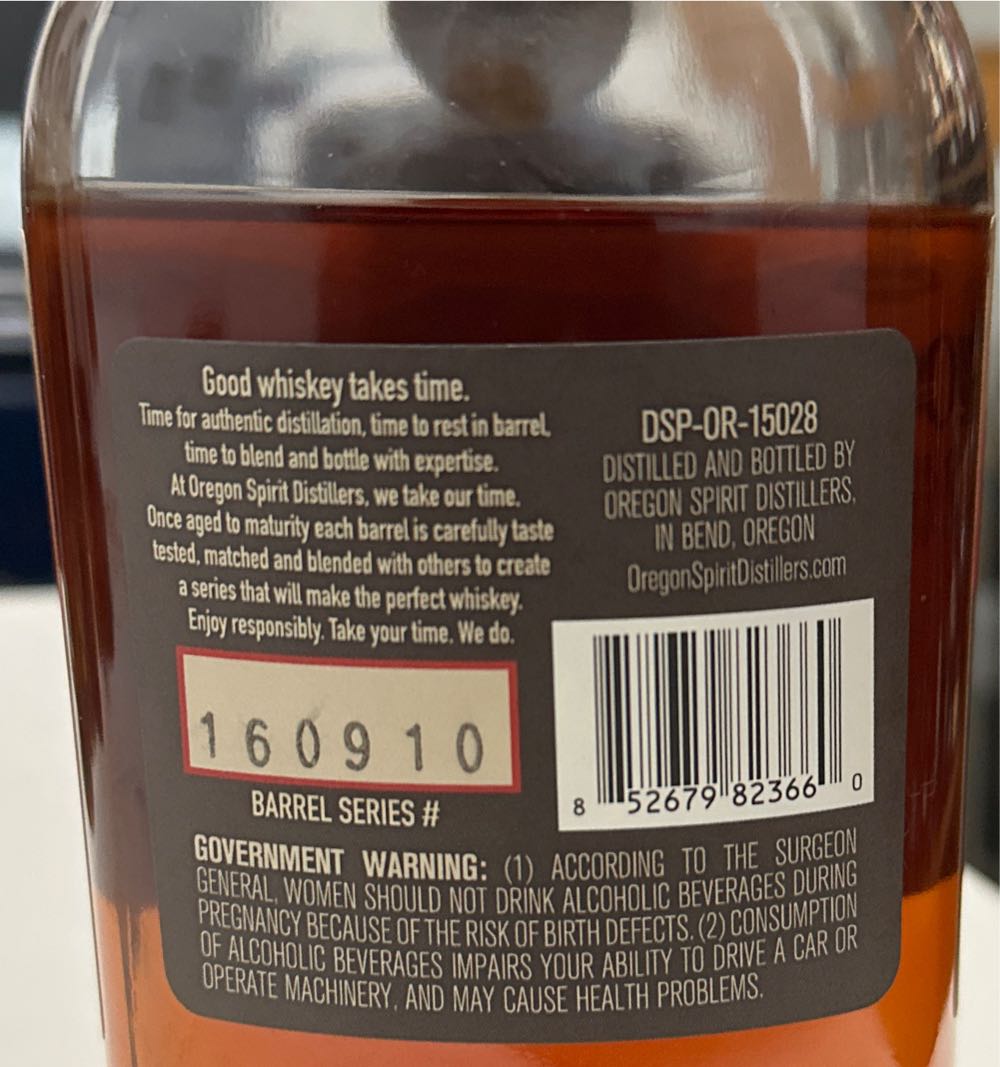 Good whiskey takes time.
Time for authentic distillation, time to rest in barrel,
time to blend and bottle with expertise.
At Oregon Spirit Distillers, we take our time.
Once aged to maturity each barrel is carefully taste
tested, matched and blended with others to create
a series that will make the perfect whiskey.
Enjoy responsibly. Take your time. We do.
160910
BARREL SERIES #
DSP-OR-15028
DISTILLED AND BOTTLED BY
OREGON SPIRIT DISTILLERS,
IN BEND, OREGON
OregonSpiritDistillers.com
8 52679 82366 0
GOVERNMENT WARNING: (1) ACCORDING TO THE SURGEON
GENERAL, WOMEN SHOULD NOT DRINK ALCOHOLIC BEVERAGES DURING
PREGNANCY BECAUSE OF THE RISK OF BIRTH DEFECTS. (2) CONSUMPTION
OF ALCOHOLIC BEVERAGES IMPAIRS YOUR ABILITY TO DRIVE A CAR OR
OPERATE MACHINERY, AND MAY CAUSE HEALTH PROBLEMS.